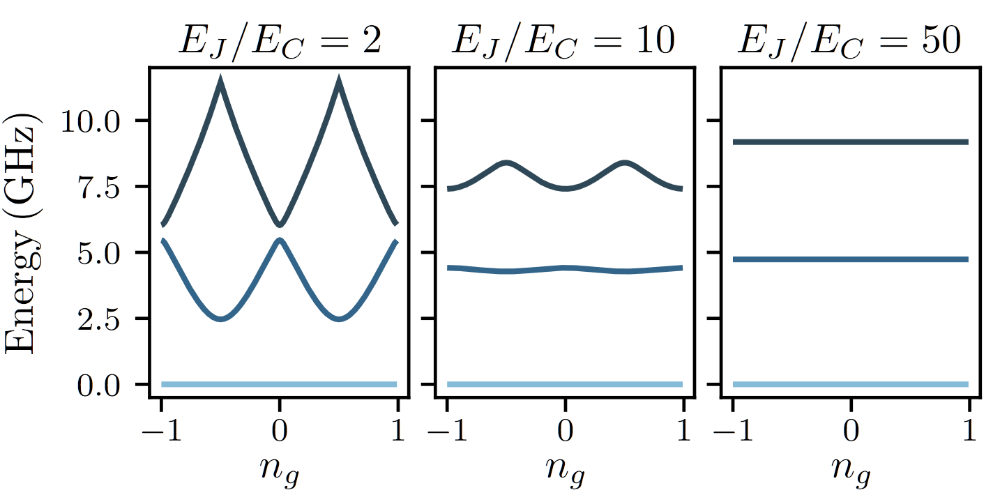 E_J/E_C = 2
E_J/E_C = 10
E_J/E_C = 50
Energy (GHz)
10.0
7.5
5.0
2.5
0.0
−1 0 1
−1 0 1
−1 0 1
n_g
n_g
n_g